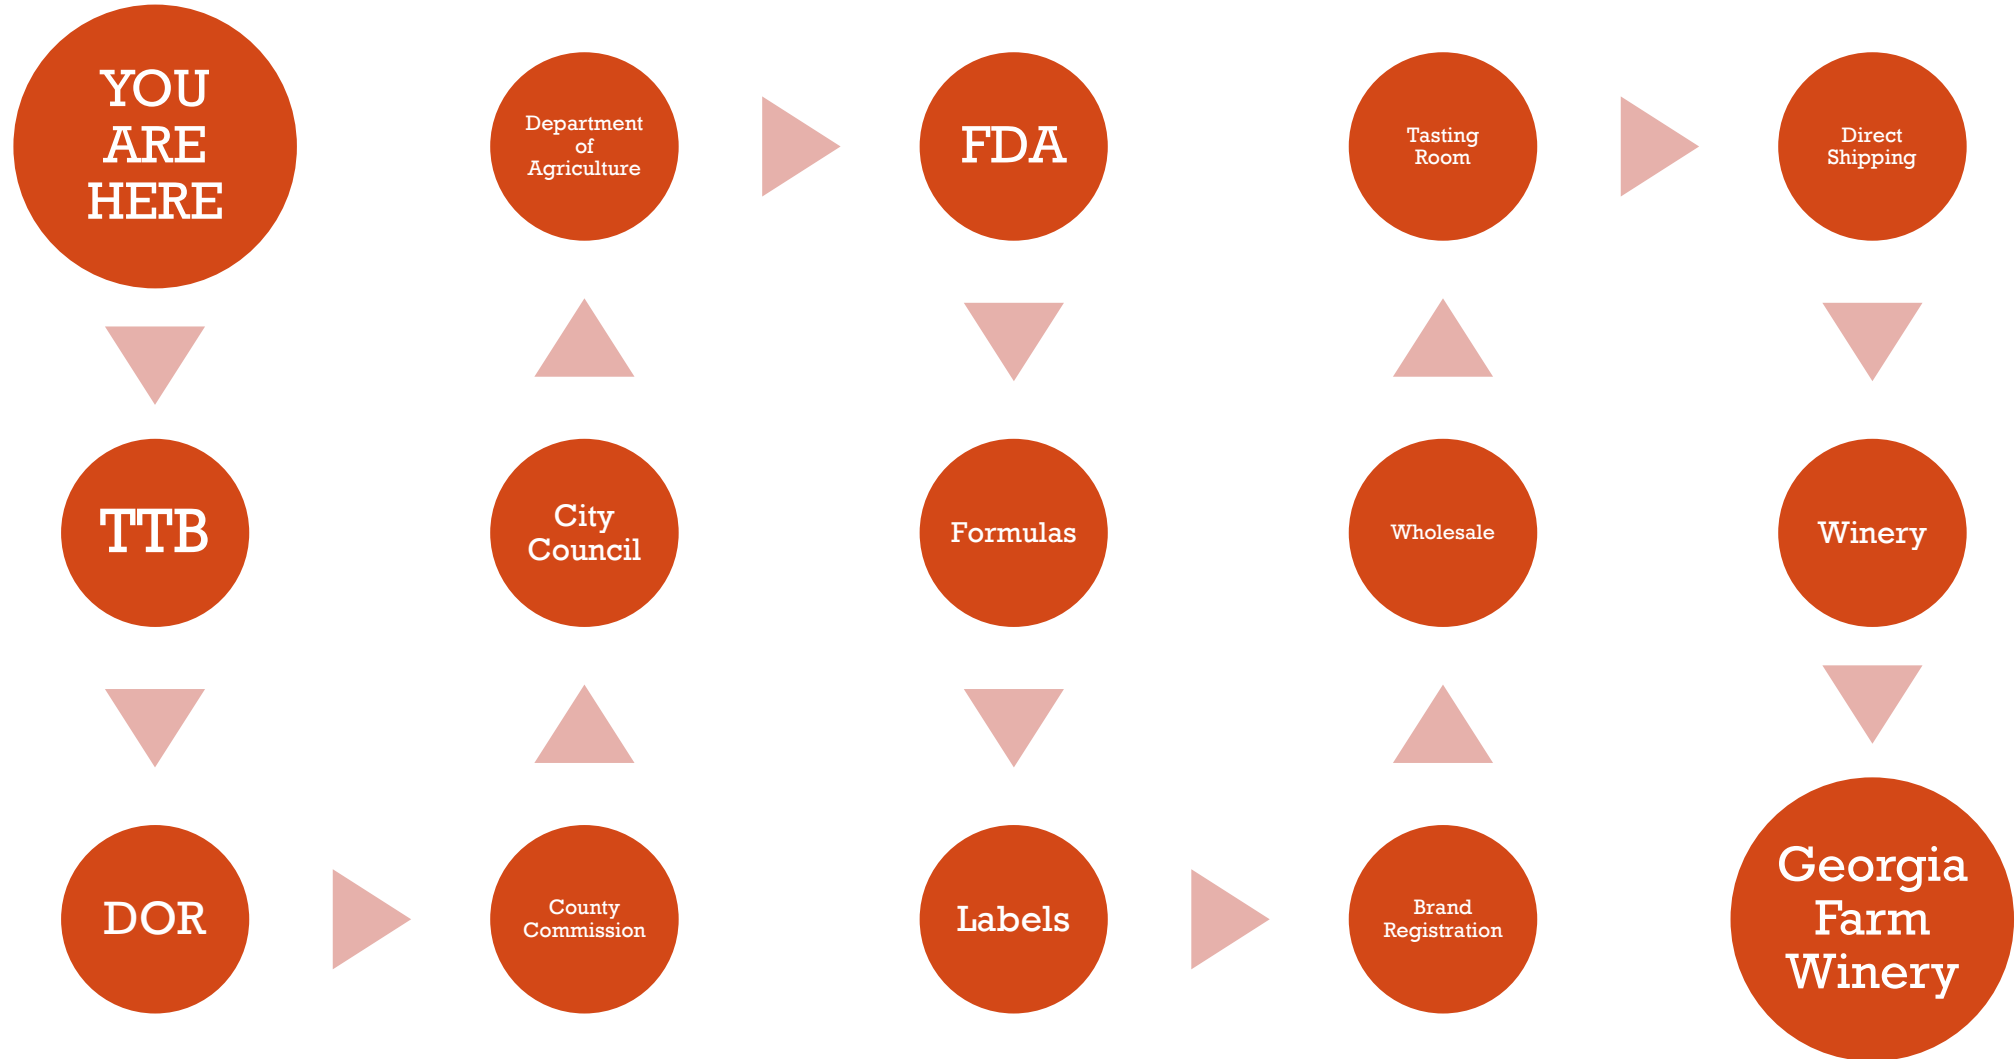 YOU
ARE
HERE
TTB
DOR
County
Commission
City
Council
Department
of
Agriculture
FDA
Formulas
Labels
Brand
Registration
Wholesale
Tasting
Room
Direct
Shipping
Winery
Georgia
Farm
Winery